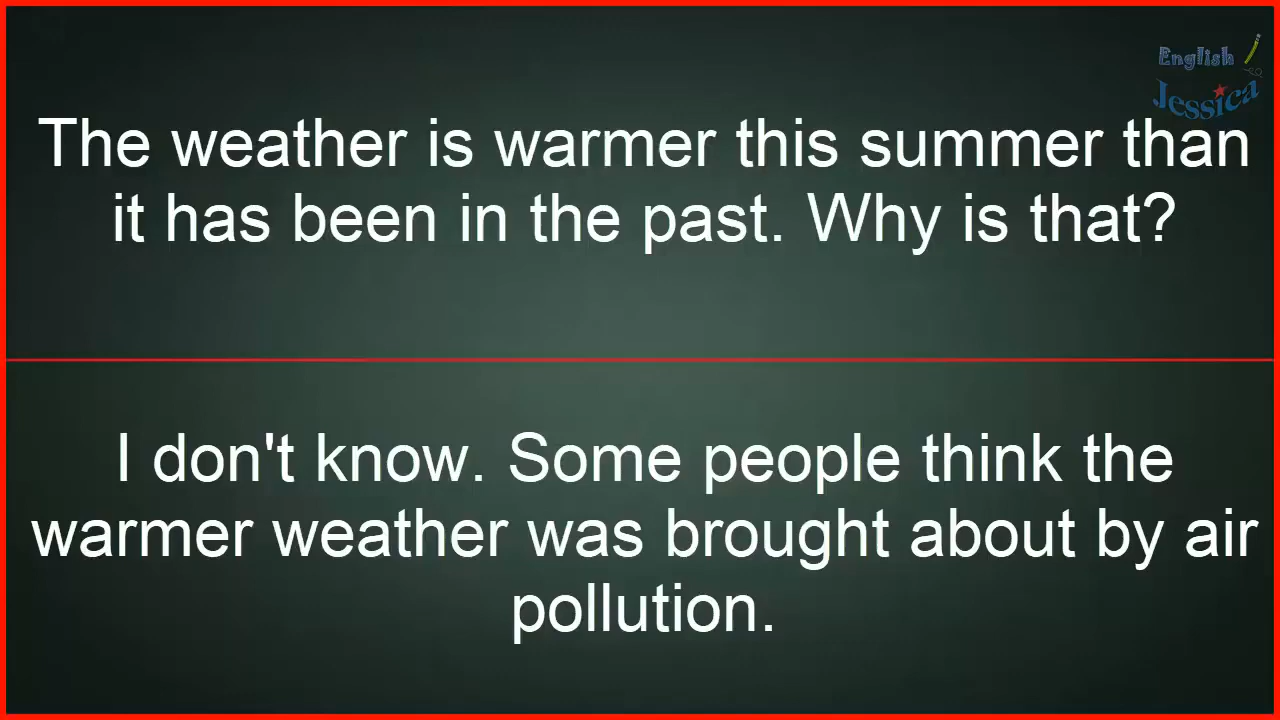 English
Jessica
The weather is warmer this summer than
it has been in the past. Why is that?
I don't know. Some people think the
warmer weather was brought about by air
pollution.